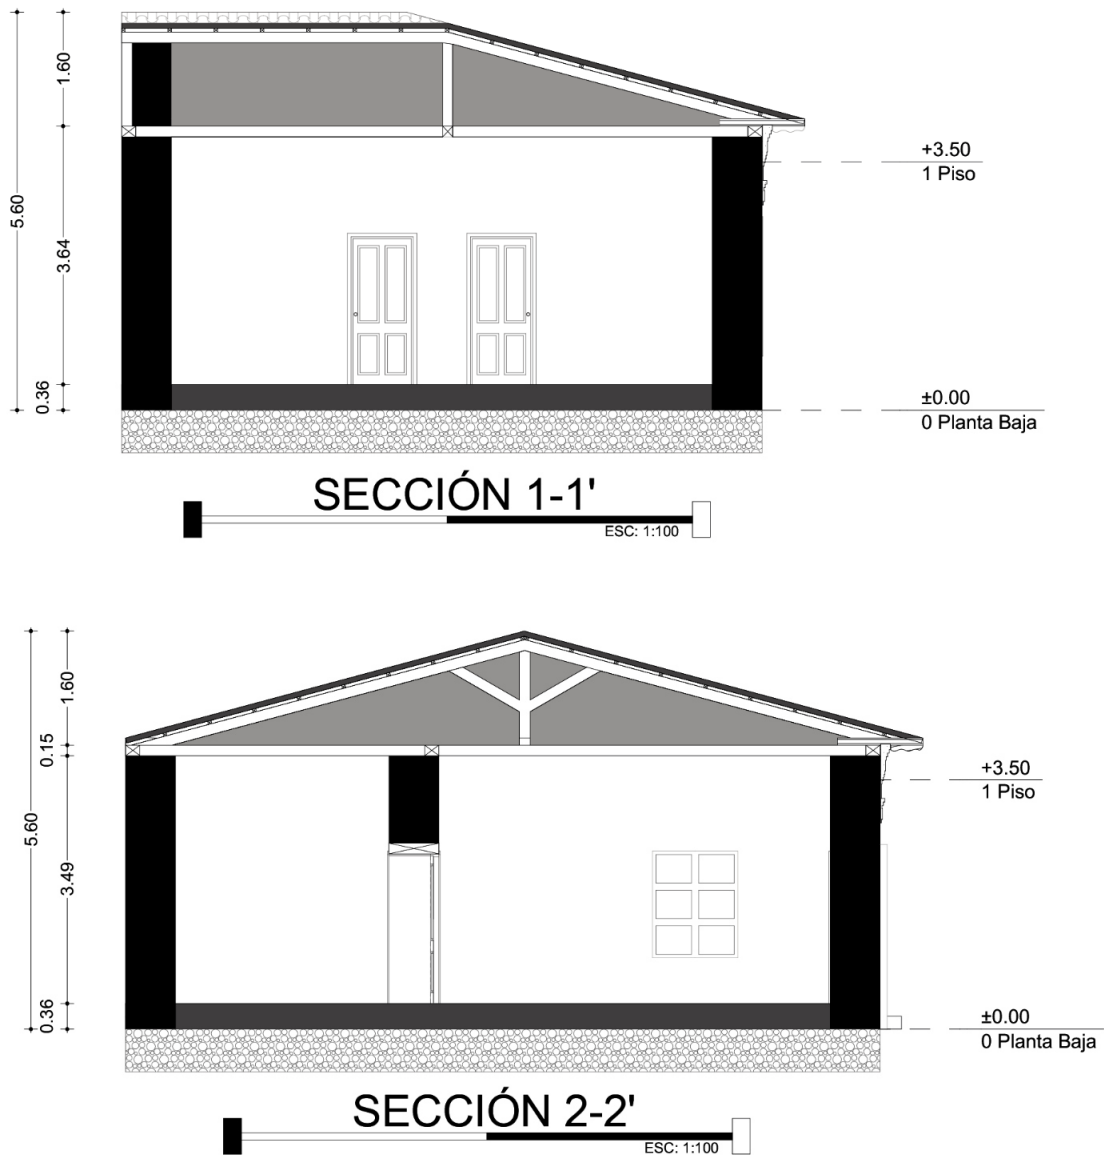 1.60
5.60
3.64
0.36
+3.50
1 Piso
±0.00
0 Planta Baja
SECCIÓN 1-1'
ESC: 1:100
1.60
0.15
5.60
3.49
0.36
+3.50
1 Piso
±0.00
0 Planta Baja
SECCIÓN 2-2'
ESC: 1:100